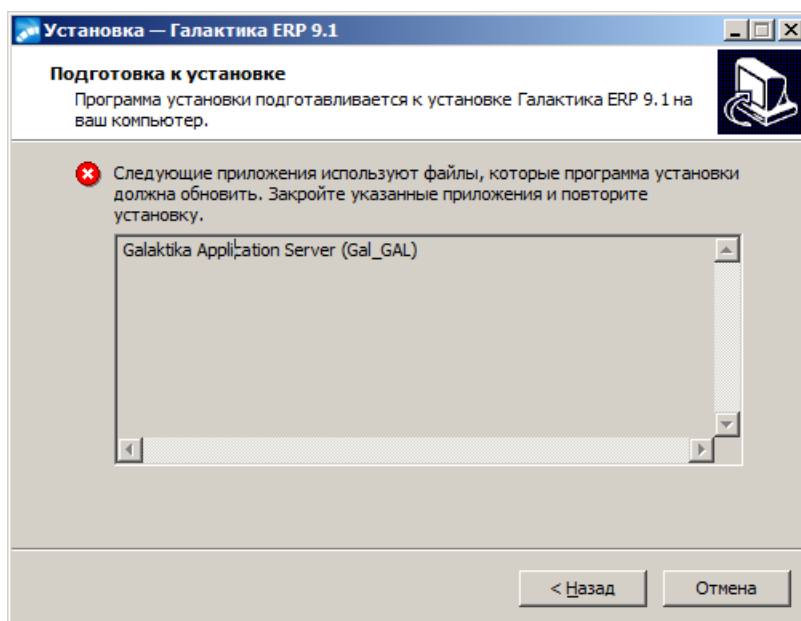 Установка — Галактика ERP 9.1
Подготовка к установке
Программа установки подготавливается к установке Галактика ERP 9.1 на
ваш компьютер.
Следующие приложения используют файлы, которые программа установки
должна обновить. Закройте указанные приложения и повторите
установку.
Galaktika Application Server (Gal_GAL)
< Назад
Отмена